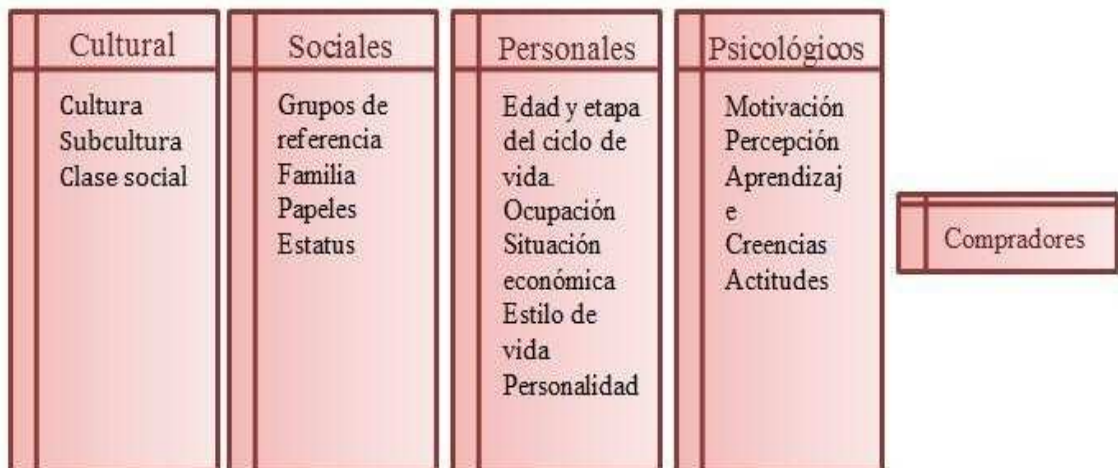 Cultural
Cultura
Subcultura
Clase social
Sociales
Grupos de
referencia
Familia
Papeles
Estatus
Personales
Edad y etapa
del ciclo de
vida.
Ocupación
Situación
económica
Estilo de
vida
Personalidad
Psicológicos
Motivación
Percepción
Aprendizaj
e
Creencias
Actitudes
Compradores